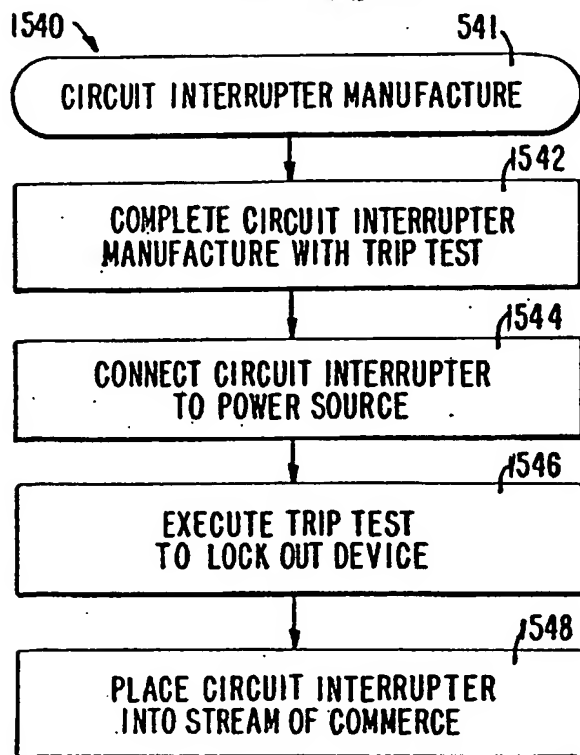 1540
541
CIRCUIT INTERRUPTER MANUFACTURE
1542
COMPLETE CIRCUIT INTERRUPTER
MANUFACTURE WITH TRIP TEST
1544
CONNECT CIRCUIT INTERRUPTER
TO POWER SOURCE
1546
EXECUTE TRIP TEST
TO LOCK OUT DEVICE
1548
PLACE CIRCUIT INTERRUPTER
INTO STREAM OF COMMERCE